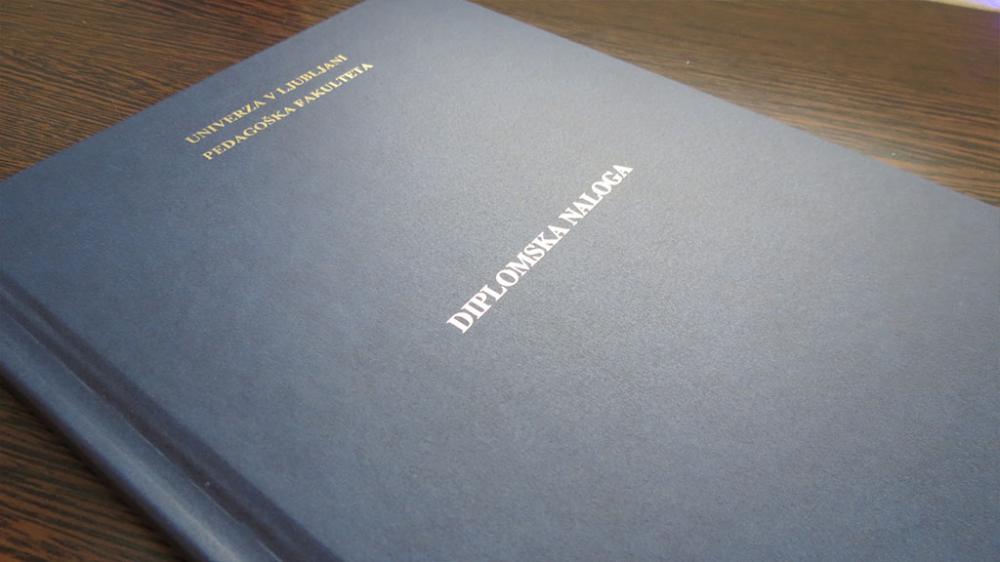 UNIVERZA V LJUBLJANI
PEDAGOŠKA FAKULTETA
DIPLOMSKA NALOGA